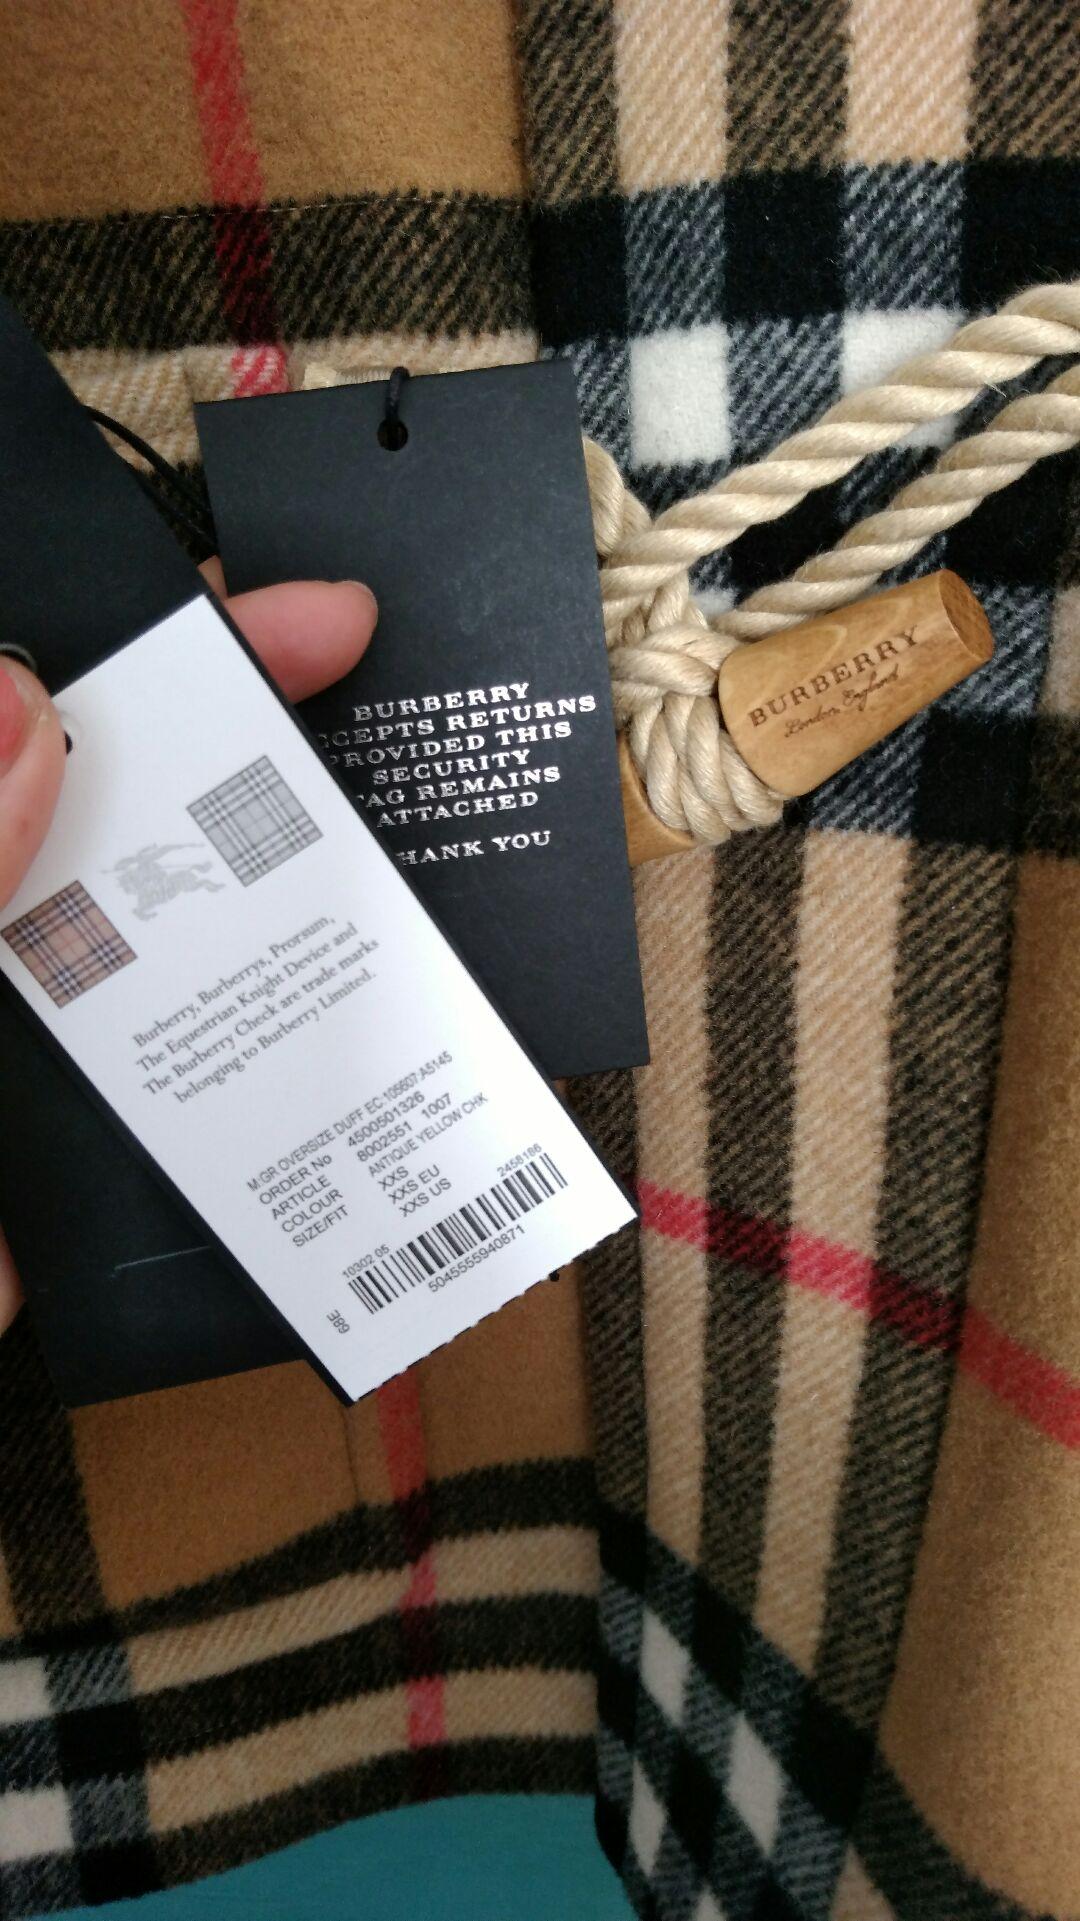 BURBERRY
CCEPTS RETURNS
PROVIDED THIS
SECURITY
TAG REMAINS
ATTACHED
HANK YOU
BURBERRY
London, England
Burberry, Burberrys, Prorsum,
The Equestrian Knight Device and
The Burberry Check are trade marks
belonging to Burberry Limited.
M.GR OVERSIZE DUFF EC:105607:A5145
ORDER No 4500501326
ARTICLE 8002551 1007
COLOUR ANTIQUE YELLOW CHK
SIZE/FIT XXS
XXS EU
XXS US
10302 05 2458186
5045555940871
68E